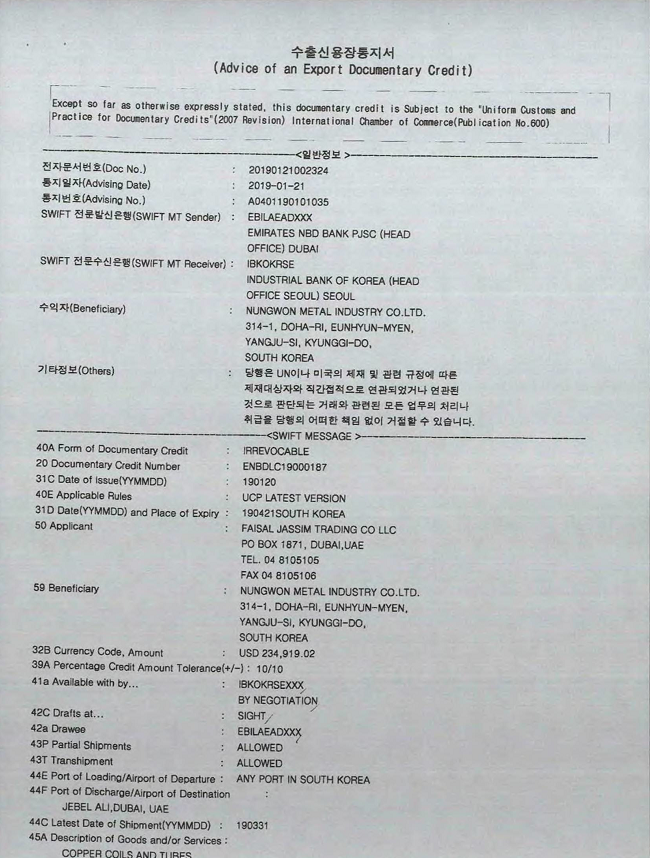 수출신용장통지서
(Advice of an Export Documentary Credit)
Except so far as otherwise expressly stated, this documentary credit is Subject to the "Uniform Customs and
Practice for Documentary Credits"(2007 Revision) International Chamber of Commerce(Publication No.600)
<일반정보 >
전자문서번호(Doc No.) : 20190121002324
통지일자(Advising Date) : 2019-01-21
통지번호(Advising No.) : A0401190101035
SWIFT 전문발신은행(SWIFT MT Sender) : EBILAEADXXX
EMIRATES NBD BANK PJSC (HEAD
OFFICE) DUBAI
SWIFT 전문수신은행(SWIFT MT Receiver) : IBKOKRSE
INDUSTRIAL BANK OF KOREA (HEAD
OFFICE SEOUL) SEOUL
수익자(Beneficiary) : NUNGWON METAL INDUSTRY CO.LTD.
314-1, DOHA-RI, EUNHYUN-MYEN,
YANGJU-SI, KYUNGGI-DO,
SOUTH KOREA
기타정보(Others) : 당행은 UN이나 미국의 제재 및 관련 규정에 따른
제재대상자와 직간접적으로 연관되었거나 연관된
것으로 판단되는 거래와 관련된 모든 업무의 처리나
취급을 당행의 어떠한 책임 없이 거절할 수 있습니다.
<SWIFT MESSAGE >
40A Form of Documentary Credit : IRREVOCABLE
20 Documentary Credit Number : ENBDLC19000187
31C Date of Issue(YYMMDD) : 190120
40E Applicable Rules : UCP LATEST VERSION
31D Date(YYMMDD) and Place of Expiry : 190421SOUTH KOREA
50 Applicant : FAISAL JASSIM TRADING CO LLC
PO BOX 1871, DUBAI,UAE
TEL. 04 8105105
FAX 04 8105106
59 Beneficiary : NUNGWON METAL INDUSTRY CO.LTD.
314-1, DOHA-RI, EUNHYUN-MYEN,
YANGJU-SI, KYUNGGI-DO,
SOUTH KOREA
32B Currency Code, Amount : USD 234,919.02
39A Percentage Credit Amount Tolerance(+/-) : 10/10
41a Available with by... : IBKOKRSEXXX
BY NEGOTIATION
42C Drafts at... : SIGHT
42a Drawee : EBILAEADXXX
43P Partial Shipments : ALLOWED
43T Transhipment : ALLOWED
44E Port of Loading/Airport of Departure : ANY PORT IN SOUTH KOREA
44F Port of Discharge/Airport of Destination :
JEBEL ALI,DUBAI, UAE
44C Latest Date of Shipment(YYMMDD) : 190331
45A Description of Goods and/or Services :
COPPER COILS AND TUBES